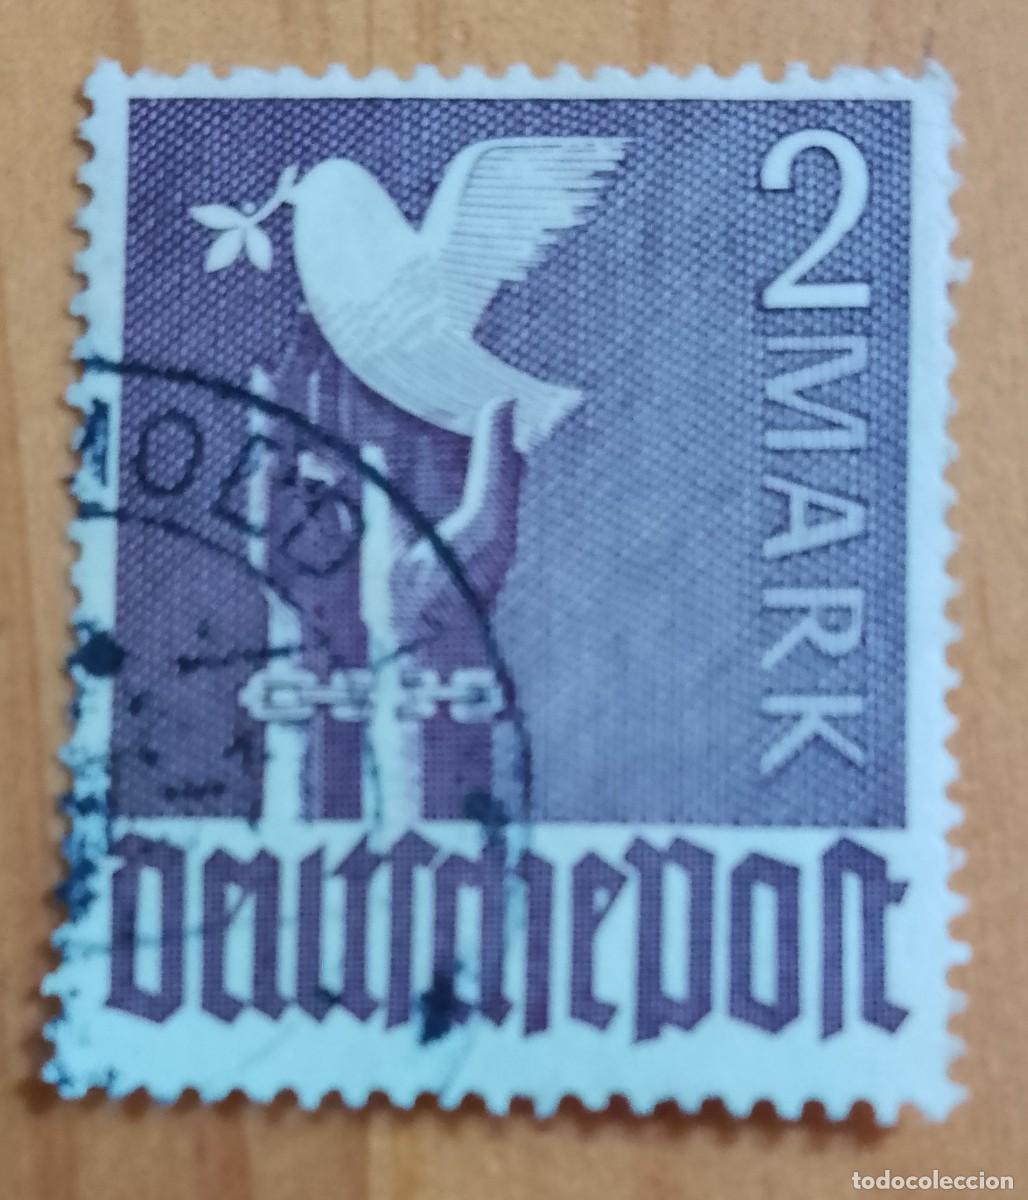 2 MARK
Deutsche Post
todocoleccion